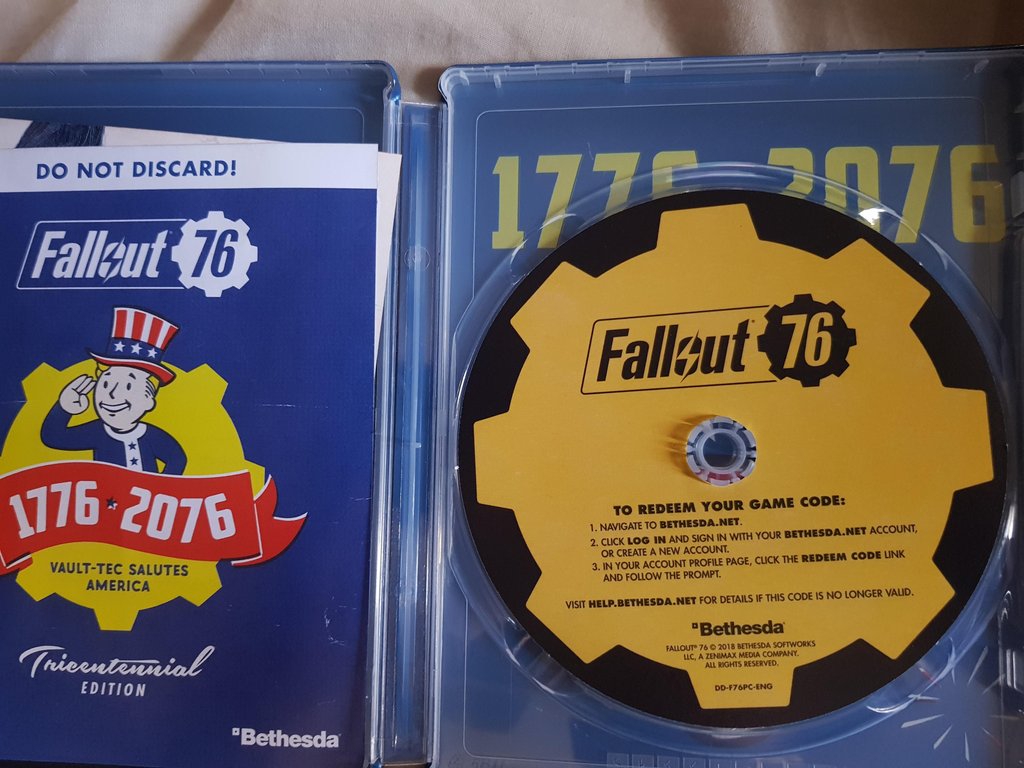 DO NOT DISCARD!
Fallout 76
1776 ★ 2076
VAULT-TEC SALUTES
AMERICA
Tricentennial
EDITION
Bethesda
1776 2076
Fallout 76
TO REDEEM YOUR GAME CODE:
1. NAVIGATE TO BETHESDA.NET.
2. CLICK LOG IN AND SIGN IN WITH YOUR BETHESDA.NET ACCOUNT,
OR CREATE A NEW ACCOUNT.
3. IN YOUR ACCOUNT PROFILE PAGE, CLICK THE REDEEM CODE LINK
AND FOLLOW THE PROMPT.
VISIT HELP.BETHESDA.NET FOR DETAILS IF THIS CODE IS NO LONGER VALID.
Bethesda
FALLOUT® 76 © 2018 BETHESDA SOFTWORKS
LLC, A ZENIMAX MEDIA COMPANY.
ALL RIGHTS RESERVED.
DD-F76PC-ENG